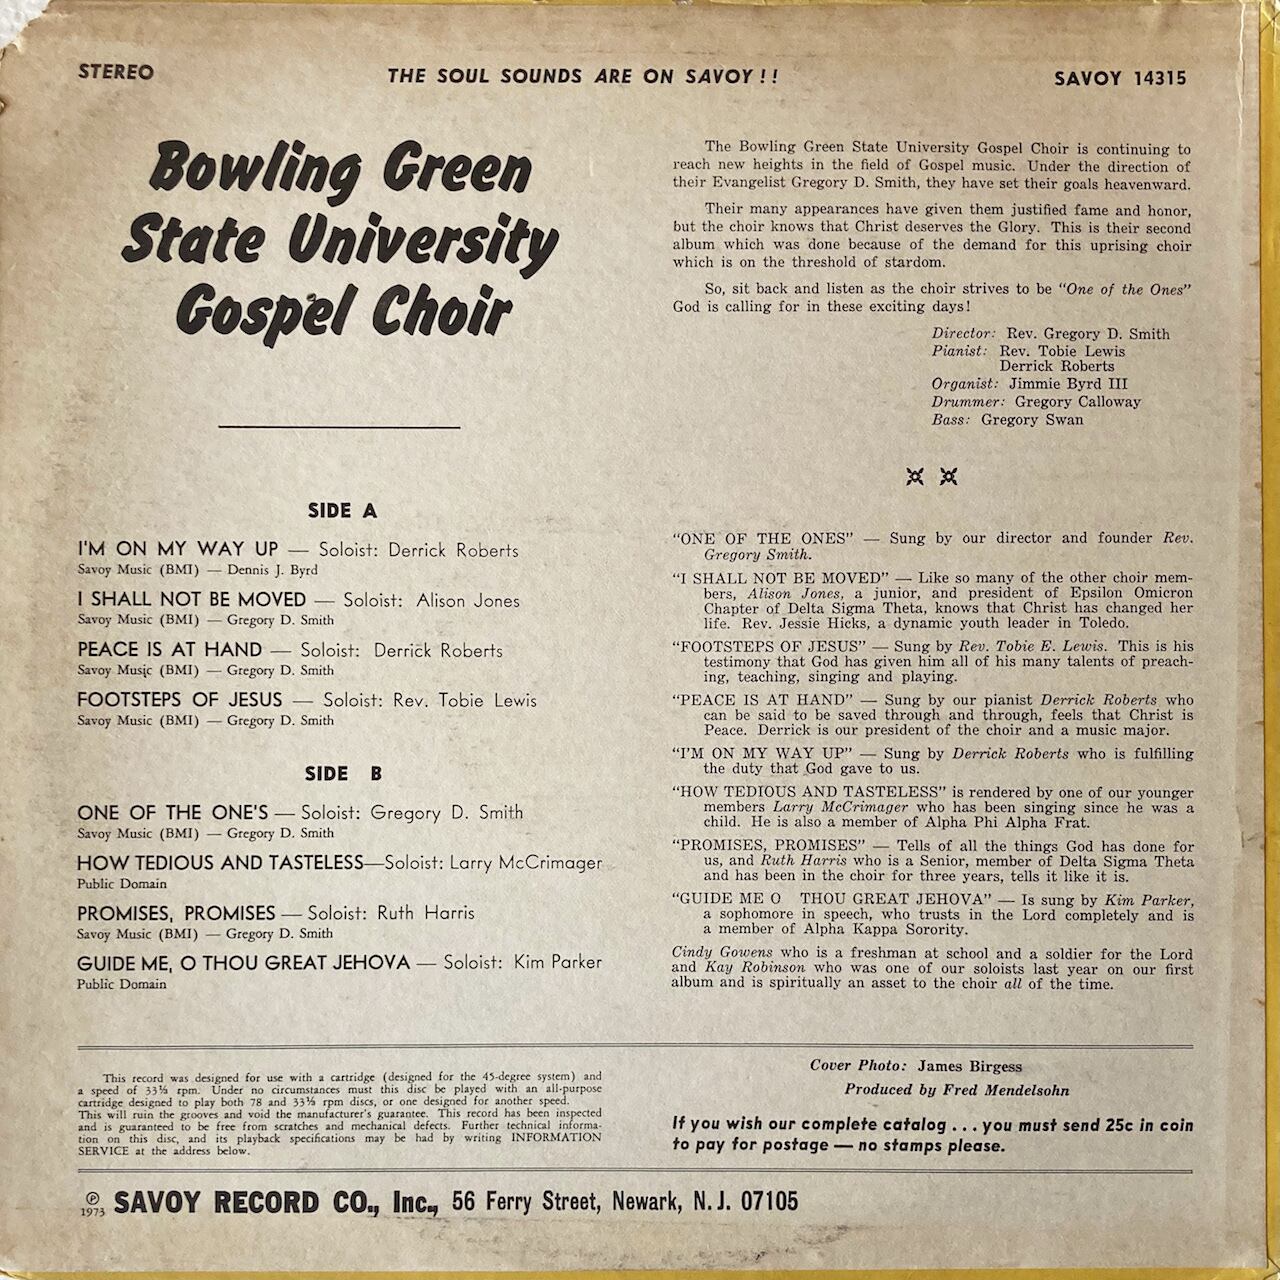 STEREO
THE SOUL SOUNDS ARE ON SAVOY!!
SAVOY 14315
Bowling Green
State University
Gospel Choir
The Bowling Green State University Gospel Choir is continuing to
reach new heights in the field of Gospel music. Under the direction of
their Evangelist Gregory D. Smith, they have set their goals heavenward.
Their many appearances have given them justified fame and honor,
but the choir knows that Christ deserves the Glory. This is their second
album which was done because of the demand for this uprising choir
which is on the threshold of stardom.
So, sit back and listen as the choir strives to be "One of the Ones"
God is calling for in these exciting days!
Director: Rev. Gregory D. Smith
Pianist: Rev. Tobie Lewis
Derrick Roberts
Organist: Jimmie Byrd III
Drummer: Gregory Calloway
Bass: Gregory Swan
SIDE A
I'M ON MY WAY UP — Soloist: Derrick Roberts
Savoy Music (BMI) — Dennis J. Byrd
I SHALL NOT BE MOVED — Soloist: Alison Jones
Savoy Music (BMI) — Gregory D. Smith
PEACE IS AT HAND — Soloist: Derrick Roberts
Savoy Music (BMI) — Gregory D. Smith
FOOTSTEPS OF JESUS — Soloist: Rev. Tobie Lewis
Savoy Music (BMI) — Gregory D. Smith
SIDE B
ONE OF THE ONE'S — Soloist: Gregory D. Smith
Savoy Music (BMI) — Gregory D. Smith
HOW TEDIOUS AND TASTELESS—Soloist: Larry McCrimager
Public Domain
PROMISES, PROMISES — Soloist: Ruth Harris
Savoy Music (BMI) — Gregory D. Smith
GUIDE ME, O THOU GREAT JEHOVA — Soloist: Kim Parker
Public Domain
"ONE OF THE ONES" — Sung by our director and founder Rev.
Gregory Smith.
"I SHALL NOT BE MOVED" — Like so many of the other choir mem-
bers, Alison Jones, a junior, and president of Epsilon Omicron
Chapter of Delta Sigma Theta, knows that Christ has changed her
life. Rev. Jessie Hicks, a dynamic youth leader in Toledo.
"FOOTSTEPS OF JESUS" — Sung by Rev. Tobie E. Lewis. This is his
testimony that God has given him all of his many talents of preach-
ing, teaching, singing and playing.
"PEACE IS AT HAND" — Sung by our pianist Derrick Roberts who
can be said to be saved through and through, feels that Christ is
Peace. Derrick is our president of the choir and a music major.
"I'M ON MY WAY UP" — Sung by Derrick Roberts who is fulfilling
the duty that God gave to us.
"HOW TEDIOUS AND TASTELESS" is rendered by one of our younger
members Larry McCrimager who has been singing since he was a
child. He is also a member of Alpha Phi Alpha Frat.
"PROMISES, PROMISES" — Tells of all the things God has done for
us, and Ruth Harris who is a Senior, member of Delta Sigma Theta
and has been in the choir for three years, tells it like it is.
"GUIDE ME O THOU GREAT JEHOVA" — Is sung by Kim Parker,
a sophomore in speech, who trusts in the Lord completely and is
a member of Alpha Kappa Sorority.
Cindy Gowens who is a freshman at school and a soldier for the Lord
and Kay Robinson who was one of our soloists last year on our first
album and is spiritually an asset to the choir all of the time.
This record was designed for use with a cartridge (designed for the 45-degree system) and
a speed of 33⅓ rpm. Under no circumstances must this disc be played with an all-purpose
cartridge designed to play both 78 and 33⅓ rpm discs, or one designed for another speed.
This will ruin the grooves and void the manufacturer's guarantee. This record has been inspected
and is guaranteed to be free from scratches and mechanical defects. Further technical informa-
tion on this disc, and its playback specifications may be had by writing INFORMATION
SERVICE at the address below.
Cover Photo: James Birgess
Produced by Fred Mendelsohn
If you wish our complete catalog . . . you must send 25c in coin
to pay for postage — no stamps please.
℗ 1973 SAVOY RECORD CO., Inc., 56 Ferry Street, Newark, N.J. 07105